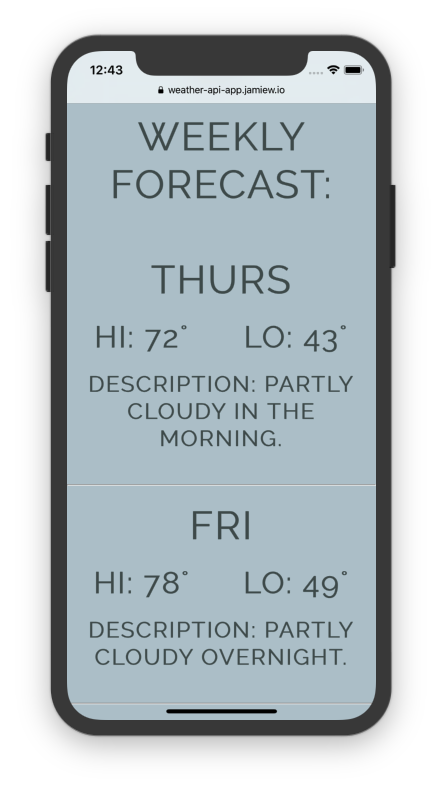 12:43
weather-api-app.jamiew.io
WEEKLY
FORECAST:
THURS
HI: 72° LO: 43°
DESCRIPTION: PARTLY
CLOUDY IN THE
MORNING.
FRI
HI: 78° LO: 49°
DESCRIPTION: PARTLY
CLOUDY OVERNIGHT.